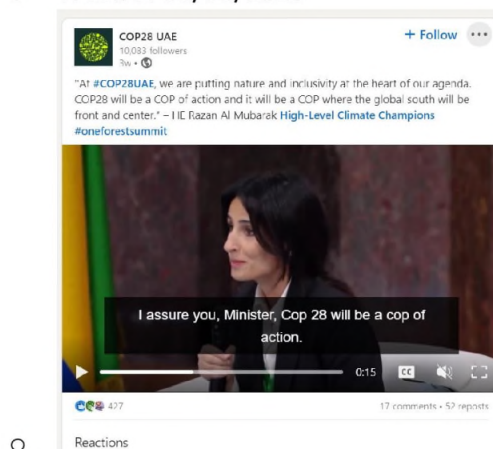 COP28 UAE
10,083 followers
3w •
+ Follow •••
"At #COP28UAE, we are putting nature and inclusivity at the heart of our agenda.
COP28 will be a COP of action and it will be a COP where the global south will be
front and center." – HE Razan Al Mubarak High-Level Climate Champions
#oneforestsummit
I assure you, Minister, Cop 28 will be a cop of
action.
0:15 CC
427
17 comments • 52 reposts
Reactions